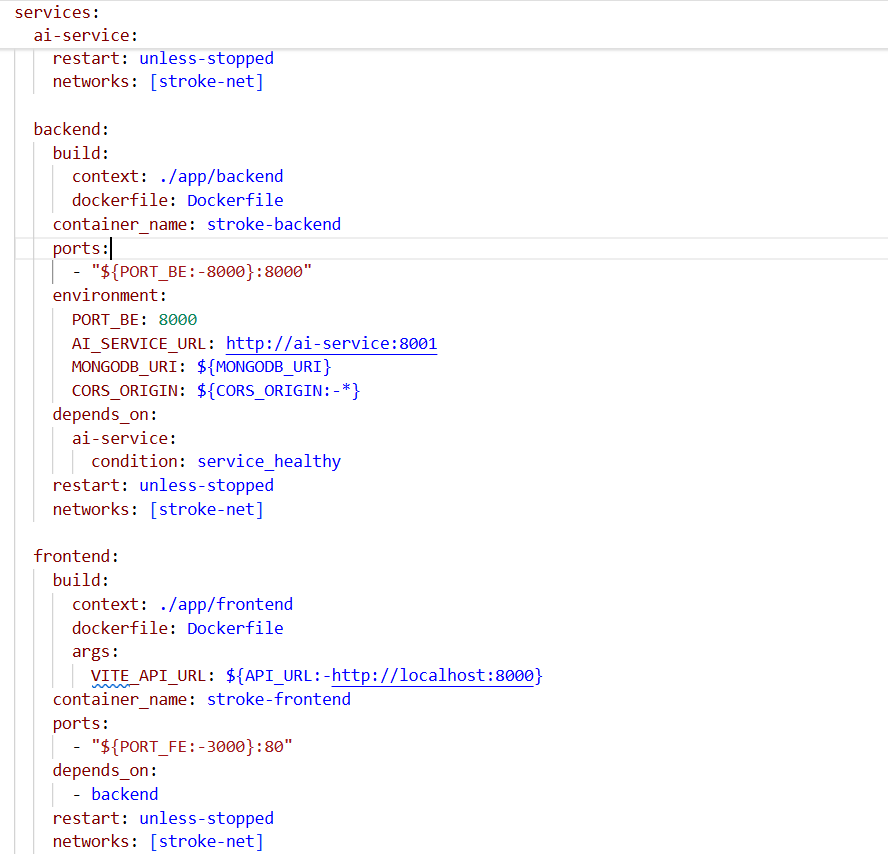 services:
  ai-service:
    restart: unless-stopped
    networks: [stroke-net]

  backend:
    build:
      context: ./app/backend
      dockerfile: Dockerfile
    container_name: stroke-backend
    ports:
      - "${PORT_BE:-8000}:8000"
    environment:
      PORT_BE: 8000
      AI_SERVICE_URL: http://ai-service:8001
      MONGODB_URI: ${MONGODB_URI}
      CORS_ORIGIN: ${CORS_ORIGIN:-*}
    depends_on:
      ai-service:
        condition: service_healthy
    restart: unless-stopped
    networks: [stroke-net]

  frontend:
    build:
      context: ./app/frontend
      dockerfile: Dockerfile
      args:
        VITE_API_URL: ${API_URL:-http://localhost:8000}
    container_name: stroke-frontend
    ports:
      - "${PORT_FE:-3000}:80"
    depends_on:
      - backend
    restart: unless-stopped
    networks: [stroke-net]